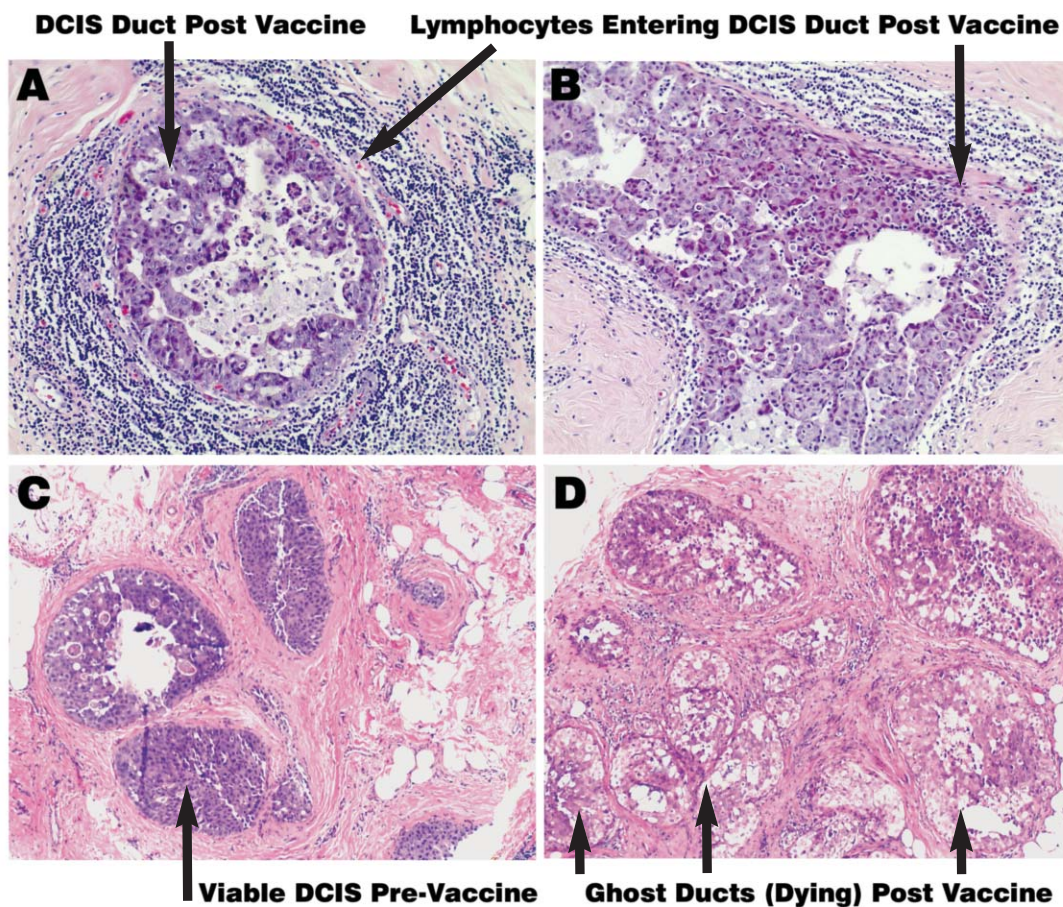 DCIS Duct Post Vaccine
Lymphocytes Entering DCIS Duct Post Vaccine
A
B
C
D
Viable DCIS Pre-Vaccine
Ghost Ducts (Dying) Post Vaccine